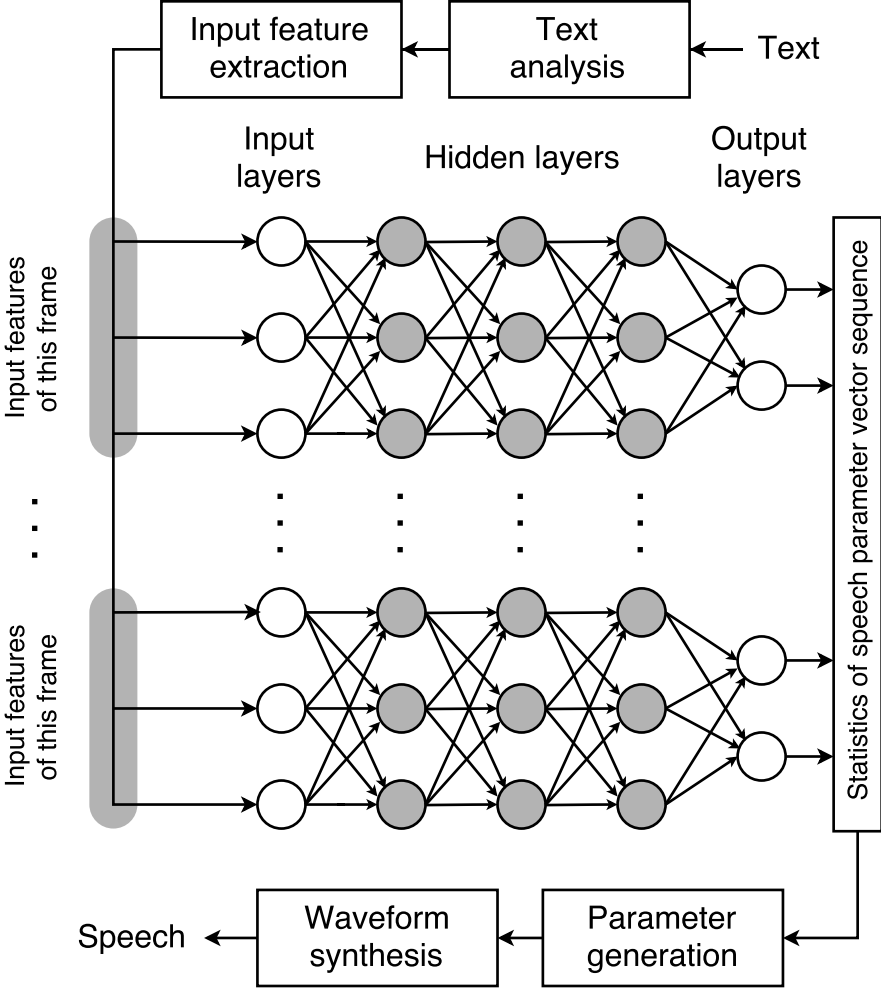 Input feature
extraction
Text
analysis
Text
Input
layers
Hidden layers
Output
layers
Input features
of this frame
Statistics of speech parameter vector sequence
. . .
Input features
of this frame
Speech
Waveform
synthesis
Parameter
generation